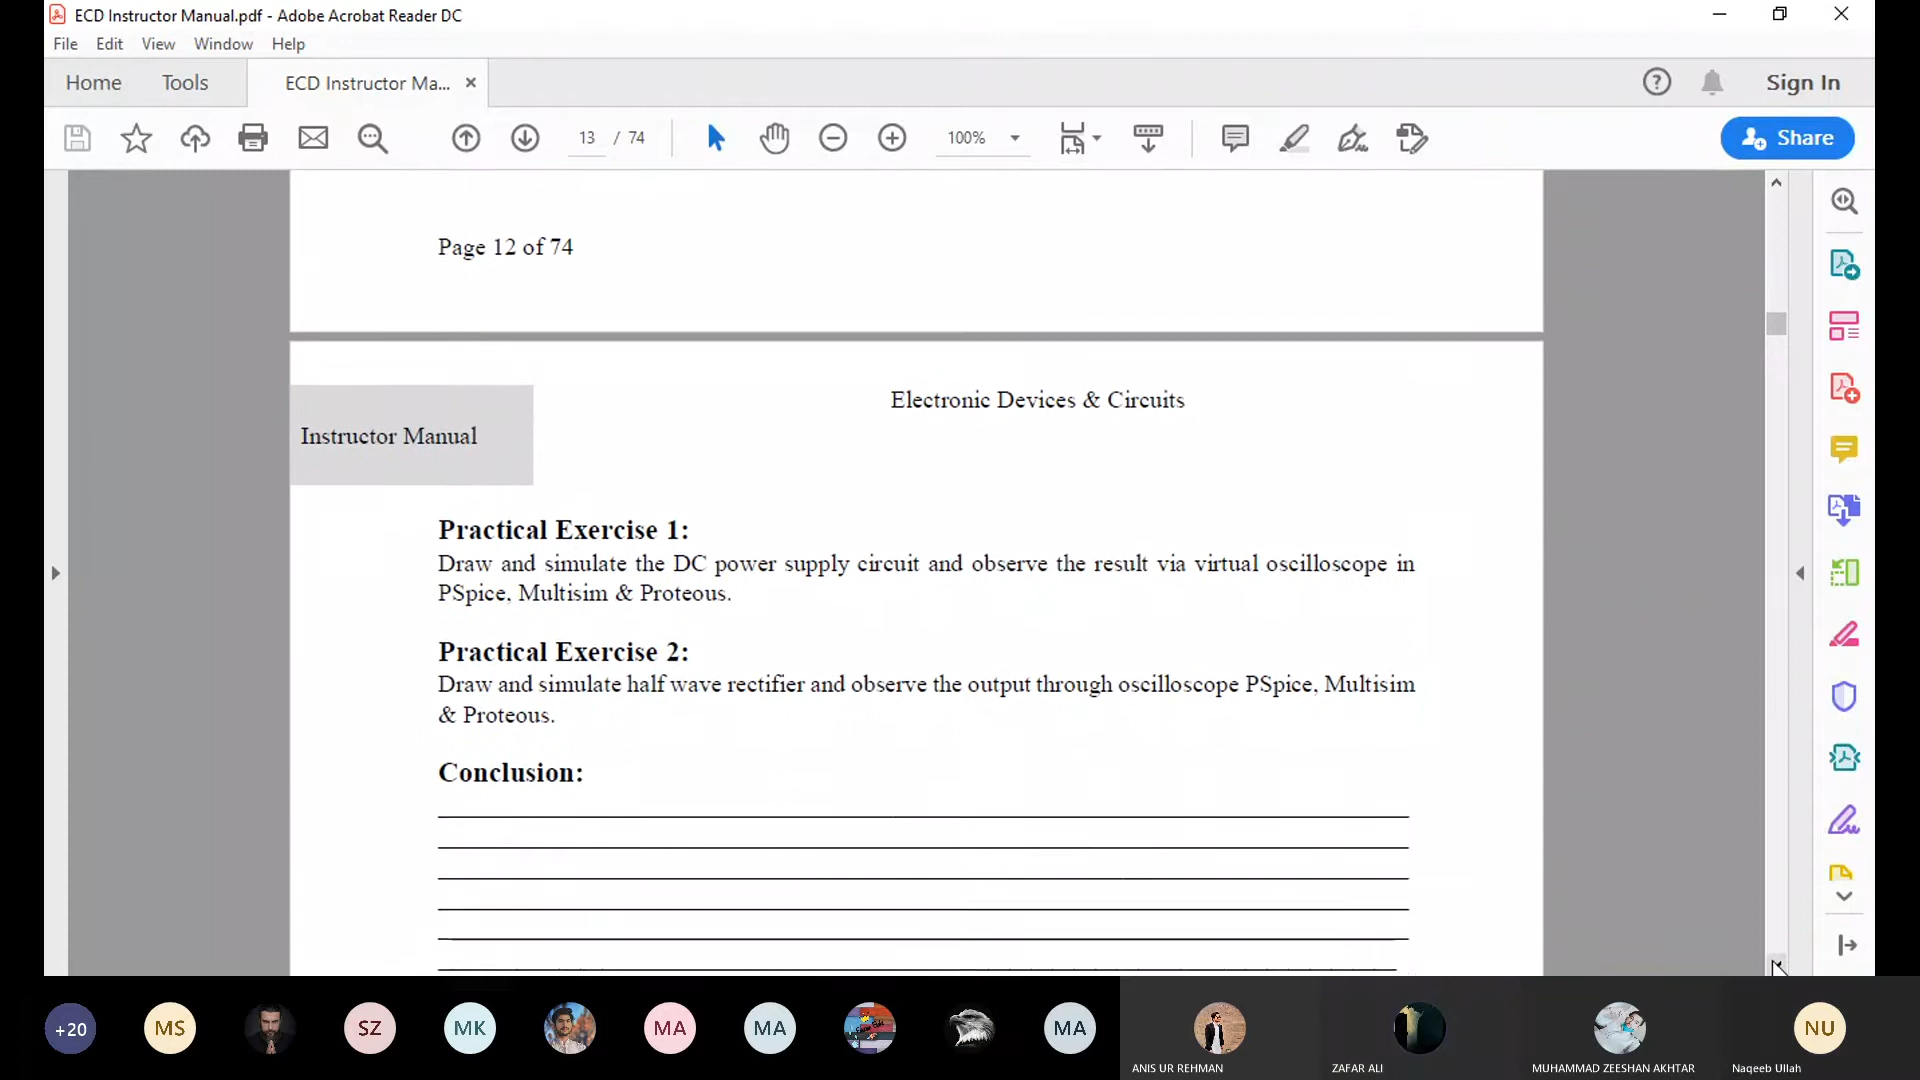 ECD Instructor Manual.pdf - Adobe Acrobat Reader DC
File Edit View Window Help
Home Tools ECD Instructor Ma... × Sign In
13 / 74 100% Share
Page 12 of 74
Electronic Devices & Circuits
Instructor Manual
Practical Exercise 1:
Draw and simulate the DC power supply circuit and observe the result via virtual oscilloscope in
PSpice, Multisim & Proteous.
Practical Exercise 2:
Draw and simulate half wave rectifier and observe the output through oscilloscope PSpice, Multisim
& Proteous.
Conclusion:
+20 MS SZ MK MA MA MA NU
ANIS UR REHMAN ZAFAR ALI MUHAMMAD ZEESHAN AKHTAR Naqeeb Ullah